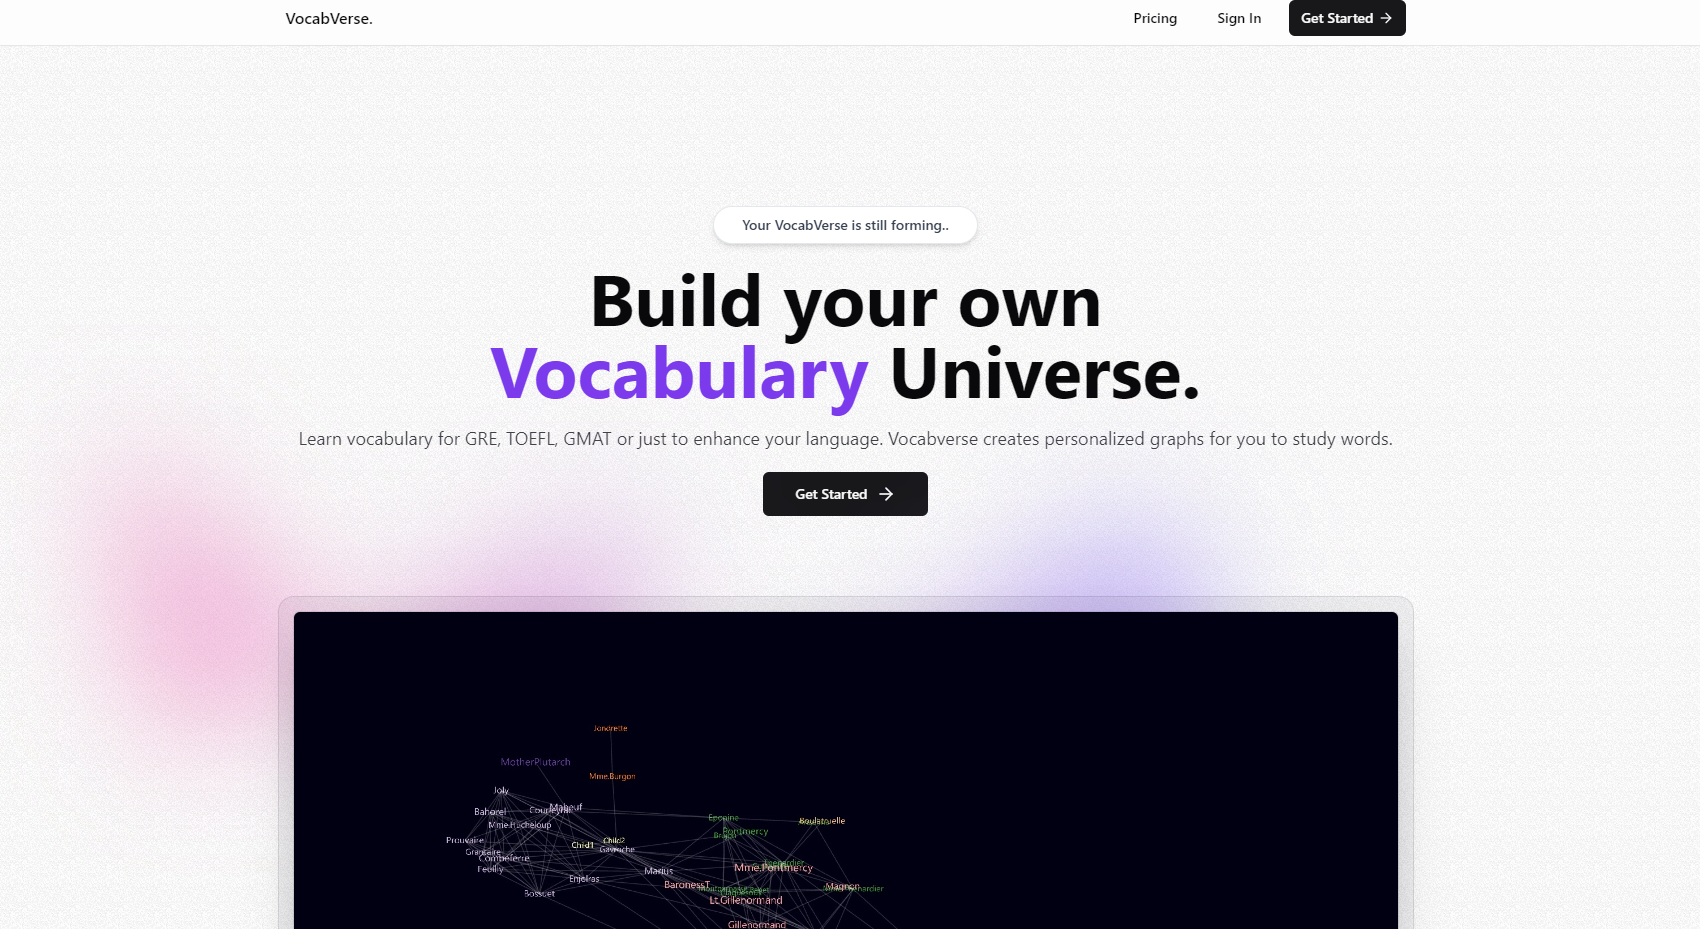 VocabVerse.
Pricing
Sign In
Get Started
Your VocabVerse is still forming..
Build your own
Vocabulary Universe.
Learn vocabulary for GRE, TOEFL, GMAT or just to enhance your language. Vocabverse creates personalized graphs for you to study words.
Get Started
Jondrette
MotherPlutarch
Mme.Burgon
Joly
Mabeuf
Bahorel
Eponine
Boulatruelle
Mme.Hucheloup
Pontmercy
Prouvaire
Child2
Child1
Gavroche
Grantaire
Combeferre
Feuilly
Mme.Pontmercy
Marius
Enjolras
BaronessT
Magnon
Bossuet
Lt.Gillenormand
Gillenormand